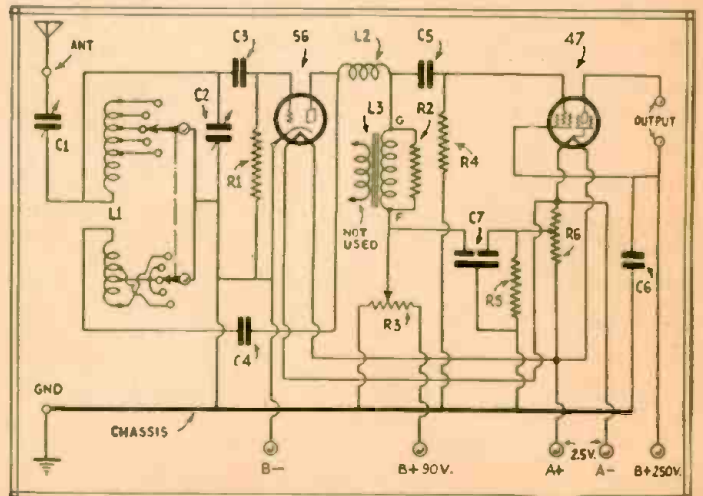 ANT
C1
C2
C3
56
L2
C5
47
OUTPUT
L1
R1
L3
G
R2
R4
F
NOT
USED
C7
R5
R6
C6
C4
R3
GND
CHASSIS
B-
B+90V.
A+
2.5V.
A-
B+250V.